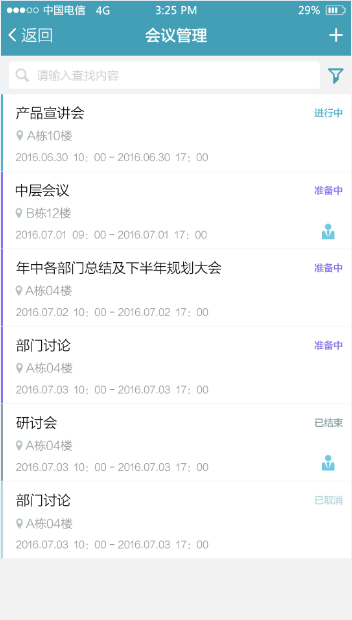 中国电信 4G 3:25 PM 29%
返回 会议管理
请输入查找内容
产品宣讲会 进行中
A栋10楼
2016.06.30 10：00-2016.06.30 17：00
中层会议 准备中
B栋12楼
2016.07.01 09：00-2016.07.01 17：00
年中各部门总结及下半年规划大会 准备中
A栋04楼
2016.07.02 10：00-2016.07.02 17：00
部门讨论 准备中
A栋04楼
2016.07.03 10：00-2016.07.03 17：00
研讨会 已结束
A栋04楼
2016.07.03 10：00-2016.07.03 17：00
部门讨论 已取消
A栋04楼
2016.07.03 10：00-2016.07.03 17：00